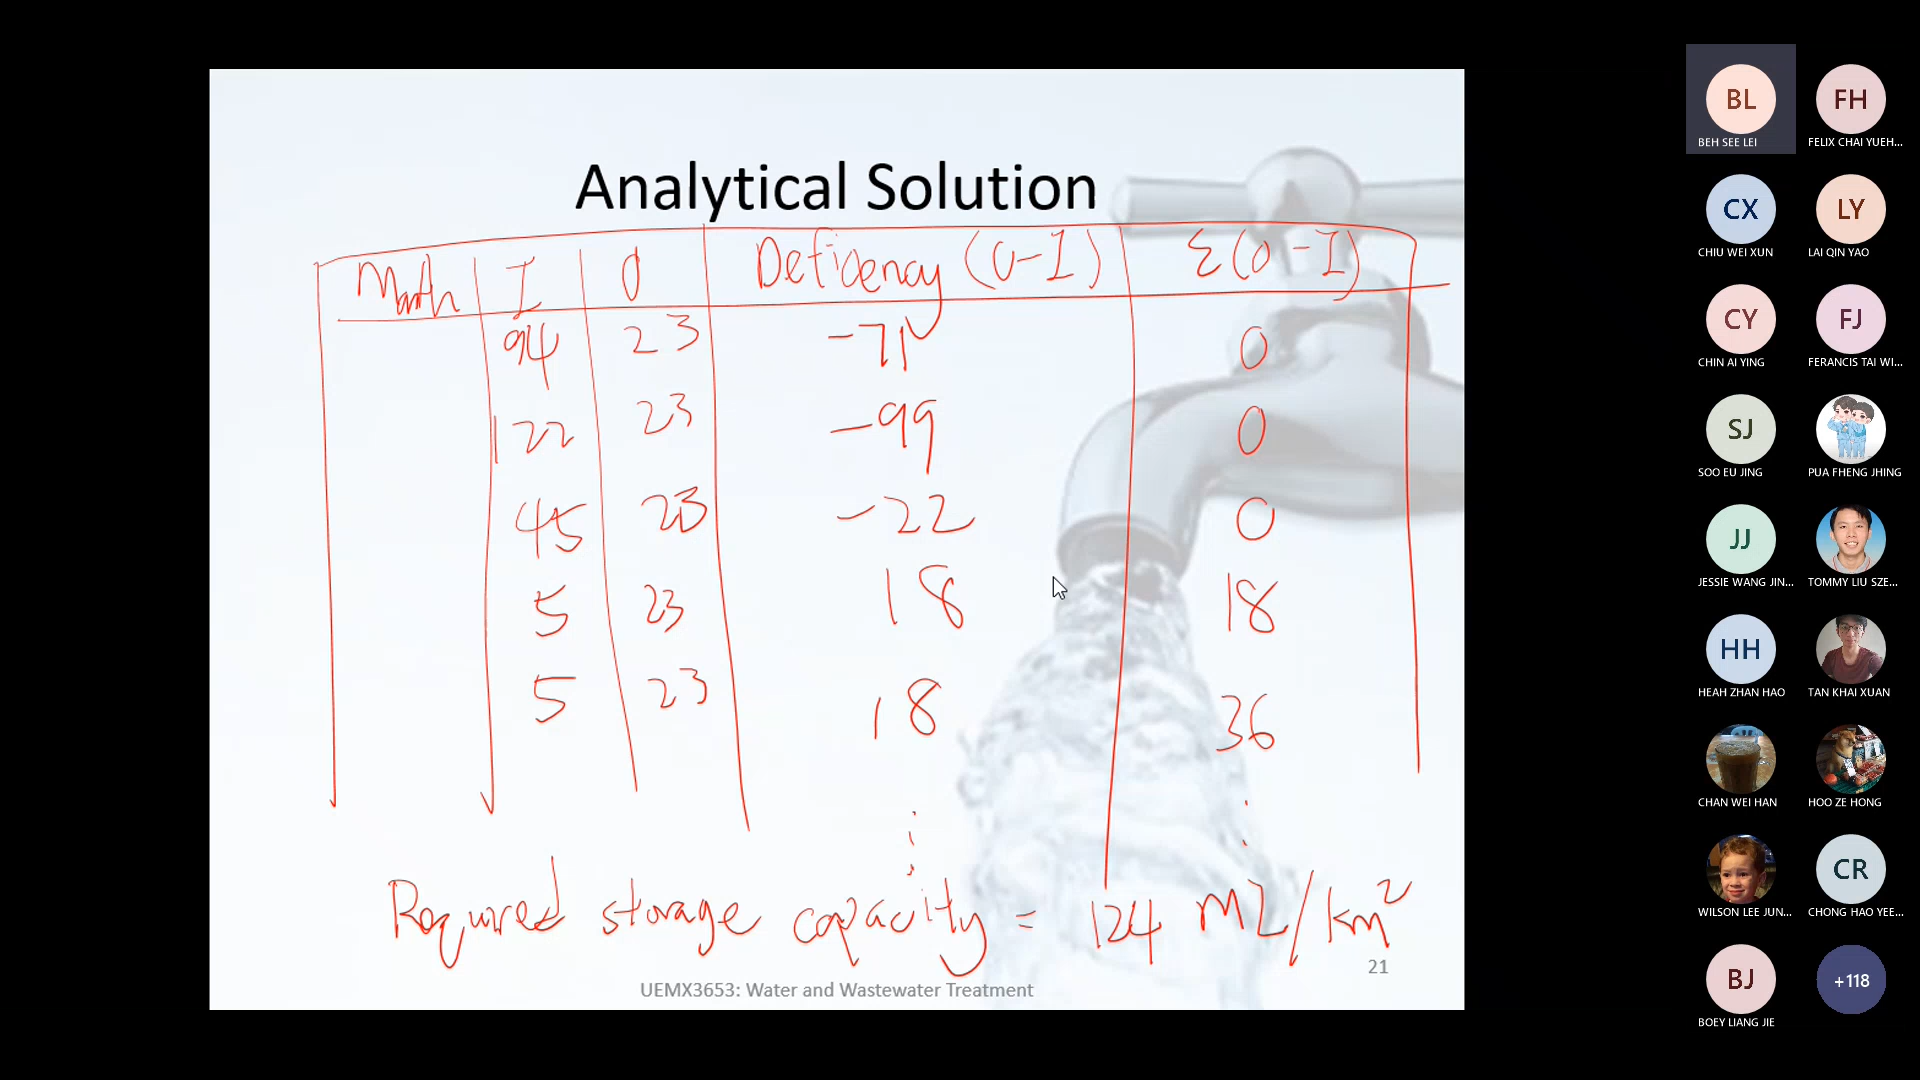 Analytical Solution
Month I O Deficiency (O-I) Σ(O-I)
94 23 -71 0
122 23 -99 0
45 23 -22 0
5 23 18 18
5 23 18 36
Required storage capacity = 124 ML/km²
21
UEMX3653: Water and Wastewater Treatment
BL FH
BEH SEE LEI FELIX CHAI YUEH...
CX LY
CHIU WEI XUN LAI QIN YAO
CY FJ
CHIN AI YING FERANCIS TAI WI...
SJ
SOO EU JING PUA FHENG JHING
JJ
JESSIE WANG JIN... TOMMY LIU SZE...
HH
HEAH ZHAN HAO TAN KHAI XUAN
CHAN WEI HAN HOO ZE HONG
CR
WILSON LEE JUN... CHONG HAO YEE...
BJ +118
BOEY LIANG JIE